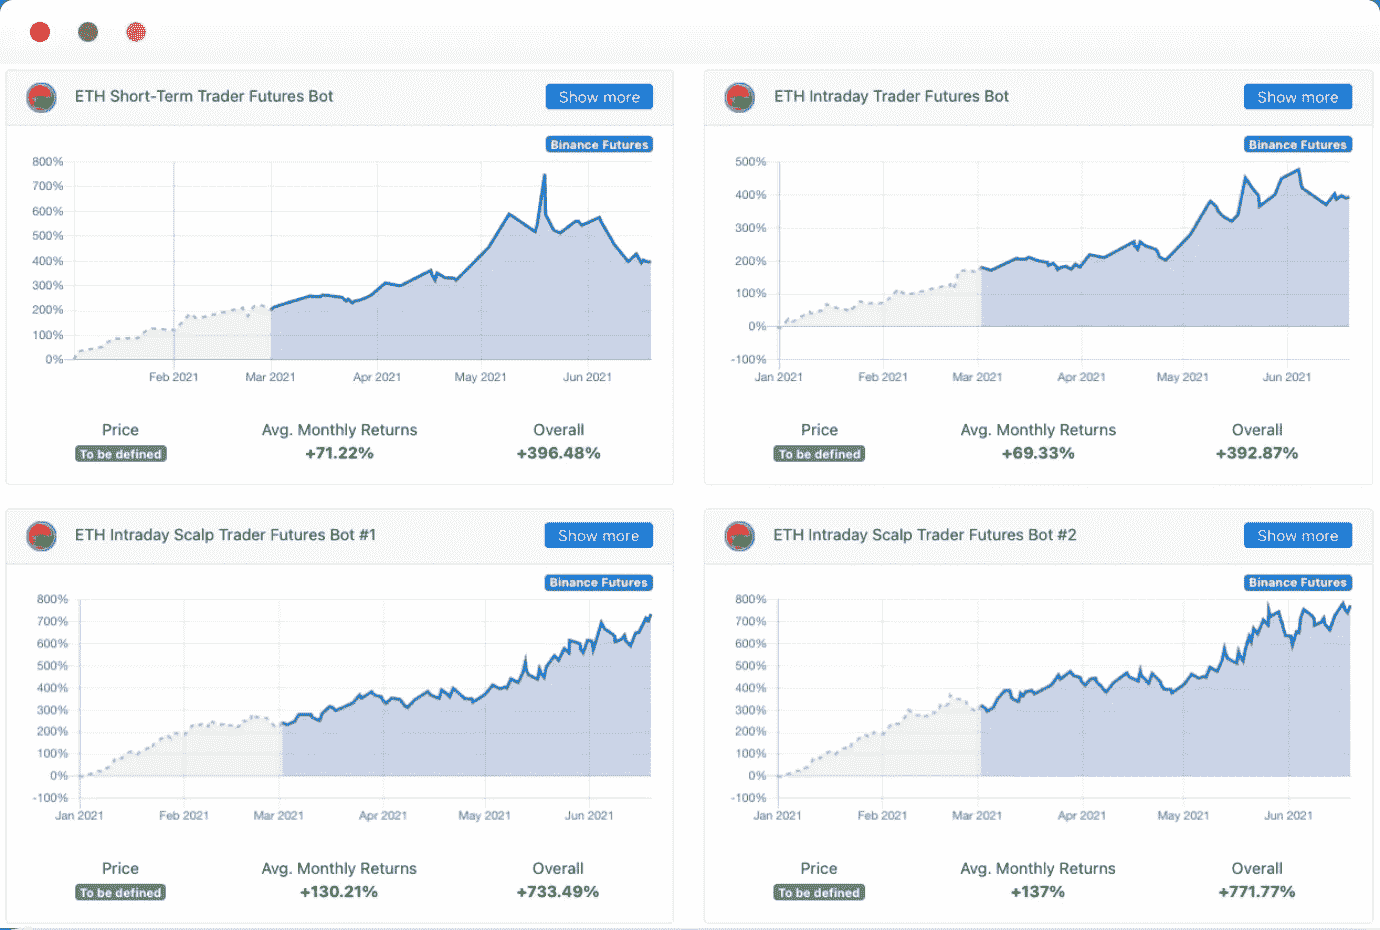 ETH Short-Term Trader Futures Bot
Show more
Binance Futures
800%
700%
600%
500%
400%
300%
200%
100%
0%
Feb 2021 Mar 2021 Apr 2021 May 2021 Jun 2021
Price Avg. Monthly Returns Overall
To be defined +71.22% +396.48%
ETH Intraday Trader Futures Bot
Show more
Binance Futures
500%
400%
300%
200%
100%
0%
-100%
Jan 2021 Feb 2021 Mar 2021 Apr 2021 May 2021 Jun 2021
Price Avg. Monthly Returns Overall
To be defined +69.33% +392.87%
ETH Intraday Scalp Trader Futures Bot #1
Show more
Binance Futures
800%
700%
600%
500%
400%
300%
200%
100%
0%
-100%
Jan 2021 Feb 2021 Mar 2021 Apr 2021 May 2021 Jun 2021
Price Avg. Monthly Returns Overall
To be defined +130.21% +733.49%
ETH Intraday Scalp Trader Futures Bot #2
Show more
Binance Futures
800%
700%
600%
500%
400%
300%
200%
100%
0%
-100%
Jan 2021 Feb 2021 Mar 2021 Apr 2021 May 2021 Jun 2021
Price Avg. Monthly Returns Overall
To be defined +137% +771.77%